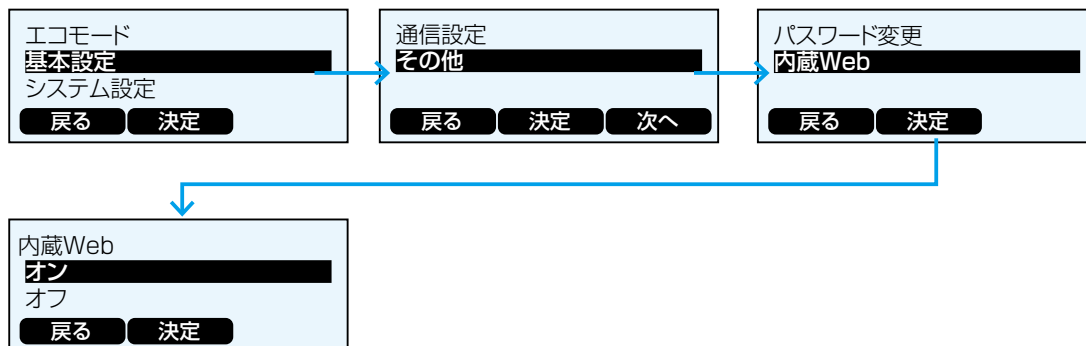 エコモード
基本設定
システム設定
戻る 決定
通信設定
その他
戻る 決定 次へ
パスワード変更
内蔵Web
戻る 決定
内蔵Web
オン
オフ
戻る 決定